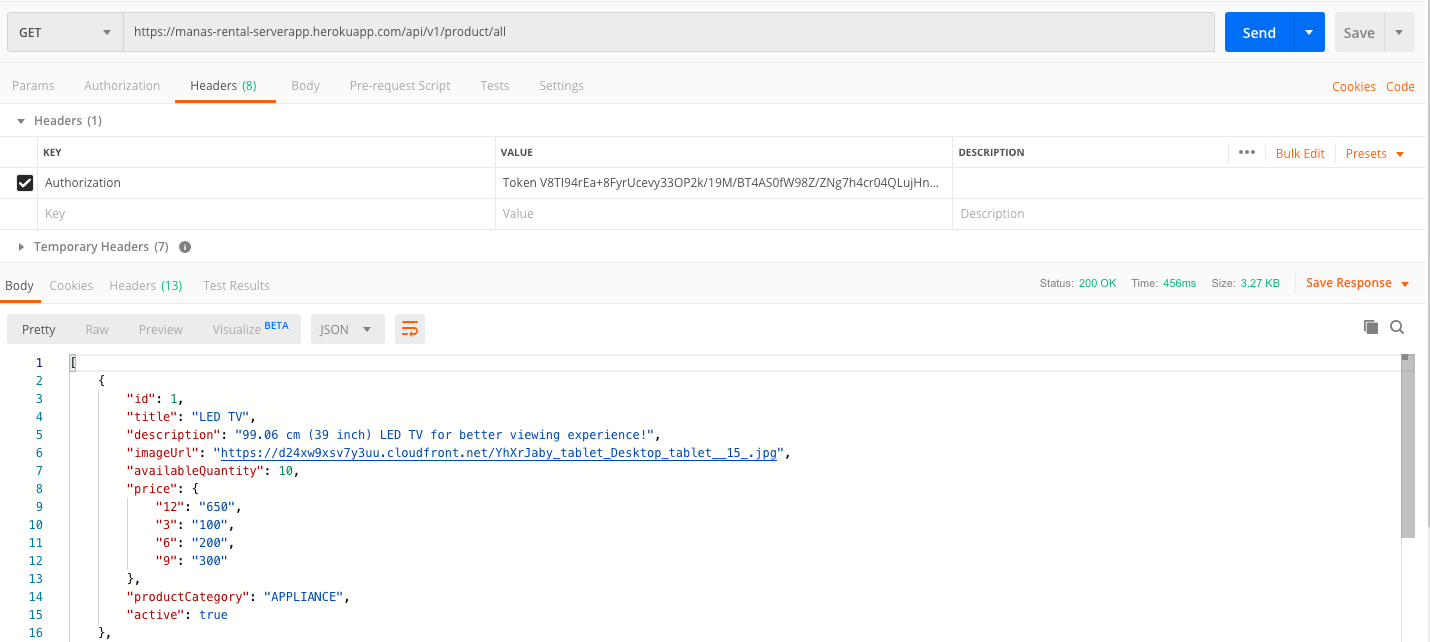 GET https://manas-rental-serverapp.herokuapp.com/api/v1/product/all Send Save
Params Authorization Headers (8) Body Pre-request Script Tests Settings Cookies Code
Headers (1)
KEY VALUE DESCRIPTION ••• Bulk Edit Presets
Authorization Token V8TI94rEa+8FyrUcevy33OP2k/19M/BT4AS0fW98Z/ZNg7h4cr04QLujHn...
Key Value Description
Temporary Headers (7)
Body Cookies Headers (13) Test Results Status: 200 OK Time: 456ms Size: 3.27 KB Save Response
Pretty Raw Preview Visualize BETA JSON
1 [
2 {
3 "id": 1,
4 "title": "LED TV",
5 "description": "99.06 cm (39 inch) LED TV for better viewing experience!",
6 "imageUrl": "https://d24xw9xsv7y3uu.cloudfront.net/YhXrJaby_tablet_Desktop_tablet__15_.jpg",
7 "availableQuantity": 10,
8 "price": {
9 "12": "650",
10 "3": "100",
11 "6": "200",
12 "9": "300"
13 },
14 "productCategory": "APPLIANCE",
15 "active": true
16 },